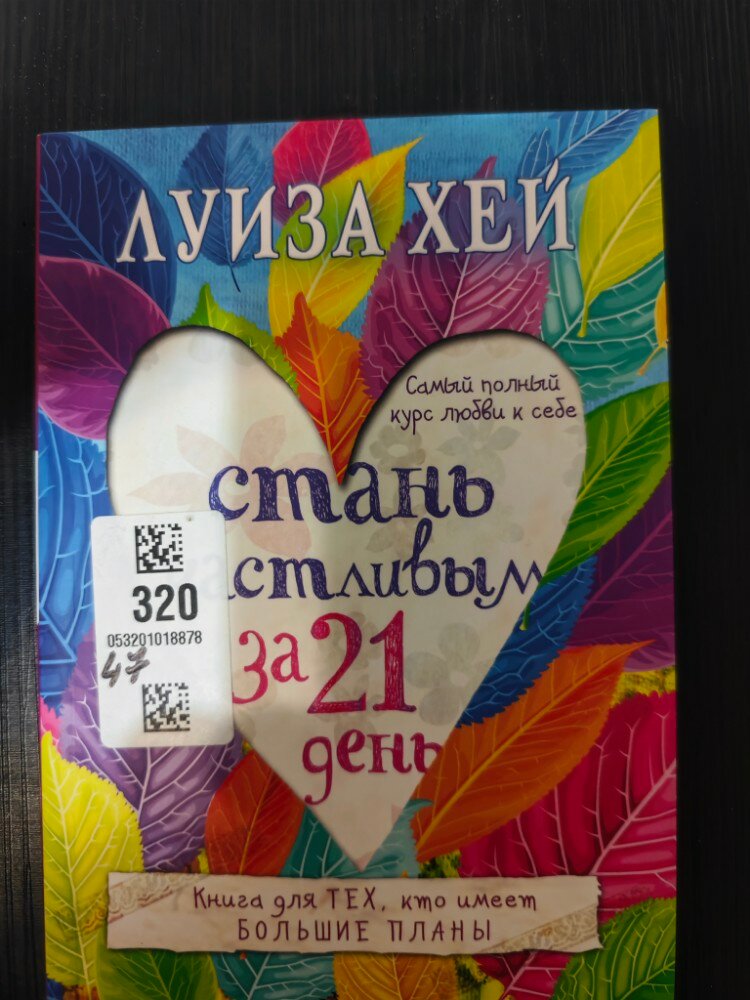 ЛУИЗА ХЕЙ
Самый полный
курс любви к себе
стань
астливым
за 21
день
320
053201018878
47
Книга для ТЕХ, кто имеет
БОЛЬШИЕ ПЛАНЫ